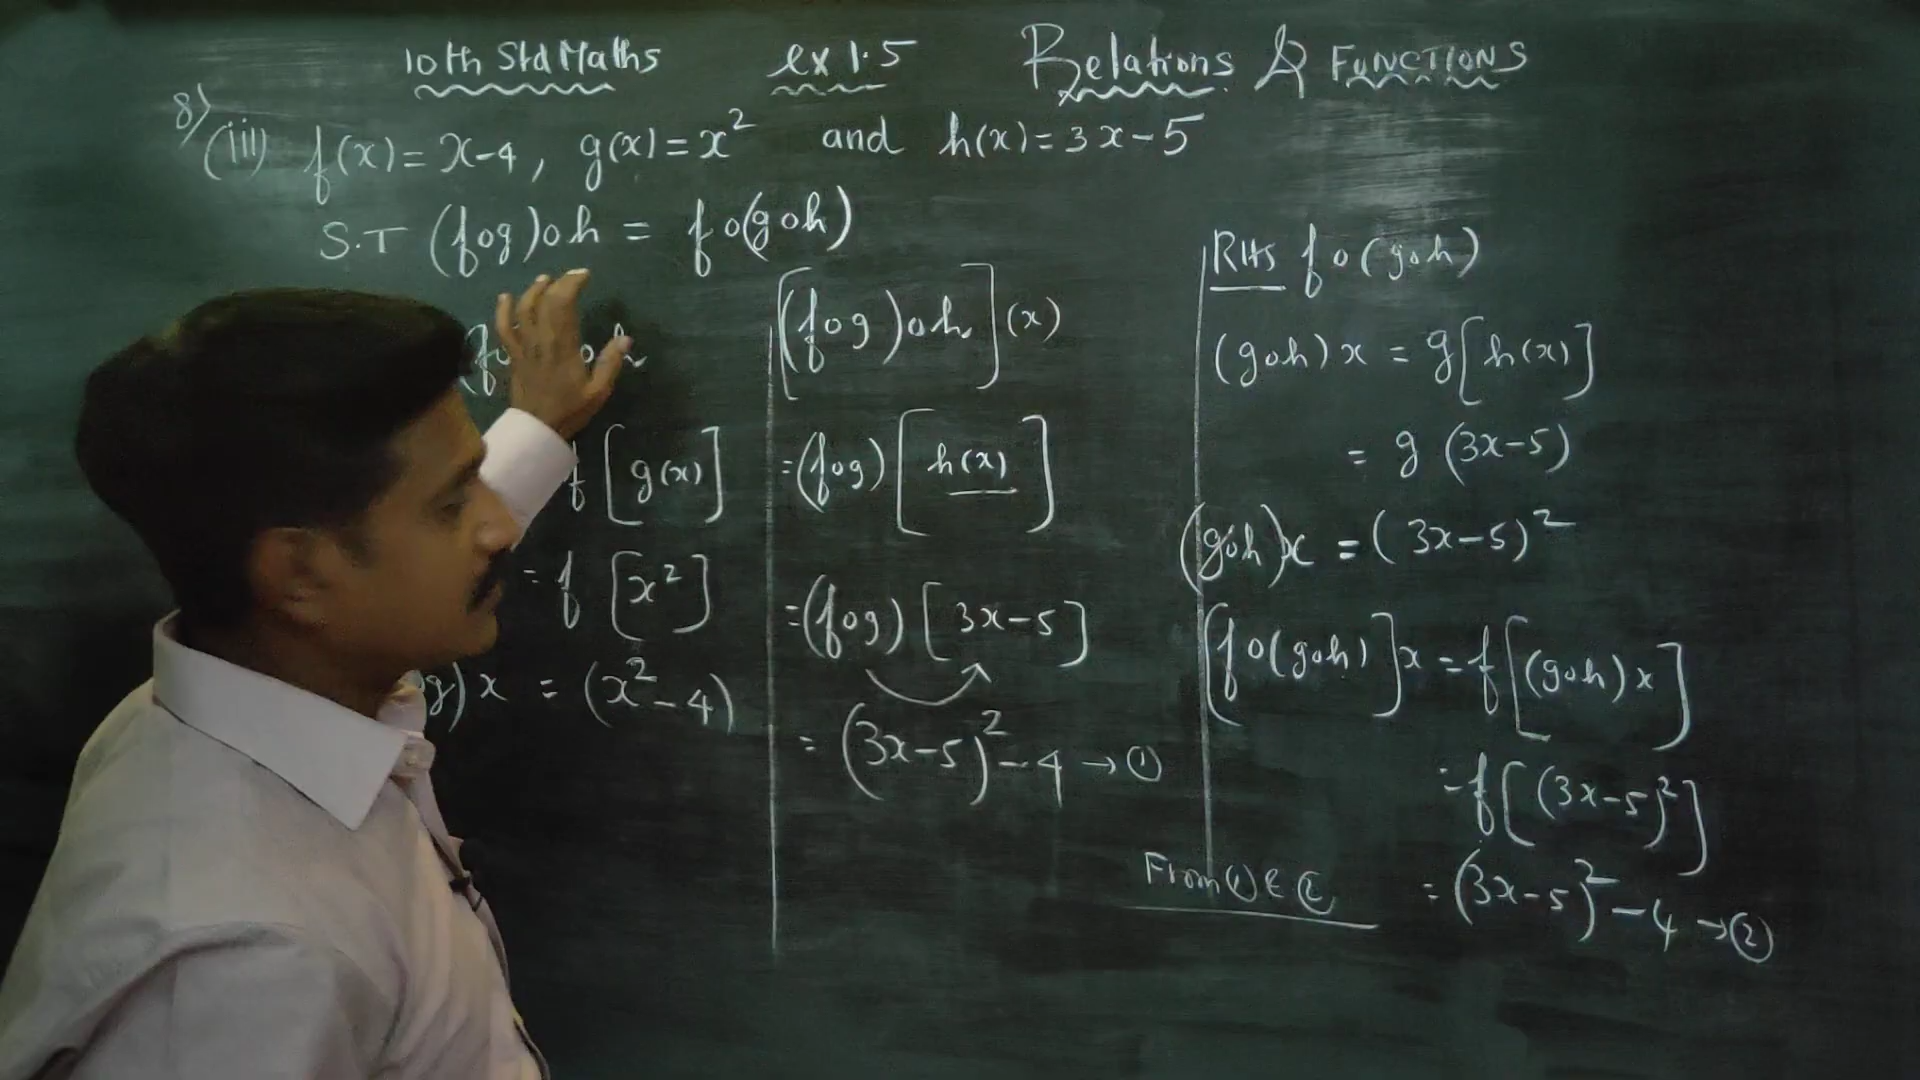 10th Std Maths ex 1.5 Relations & FUNCTIONS
8) (iii) f(x) = x-4, g(x) = x² and h(x) = 3x-5
S.T (fog)oh = fo(goh)
f[g(x)]
= f[x²]
g)x = (x²-4)
[(fog)oh](x)
=(fog)[h(x)]
=(fog)[3x-5]
= (3x-5)²-4 → ①
RHS fo(goh)
(goh)x = g[h(x)]
= g(3x-5)
(goh)x = (3x-5)²
[fo(goh)]x = f[(goh)x]
=f[(3x-5)²]
= (3x-5)²-4 → ②
From ① & ②